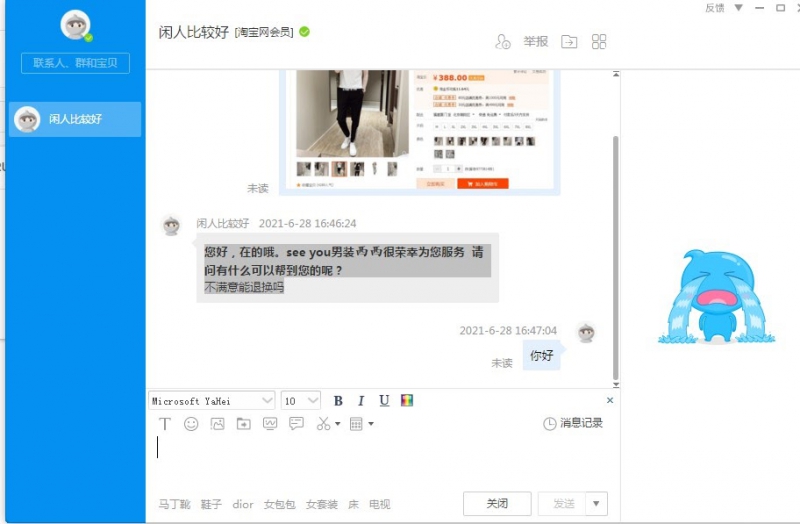 反馈
闲人比较好 [淘宝网会员]
举报
联系人、群和宝贝
闲人比较好
¥388.00
未读
闲人比较好 2021-6-28 16:46:24
您好，在的哦。see you男装西西很荣幸为您服务 请
问有什么可以帮到您的呢？
不满意能退换吗
2021-6-28 16:47:04
你好
未读
Microsoft YaHei 10 B I U
消息记录
马丁靴 鞋子 dior 女包包 女套装 床 电视
关闭 发送